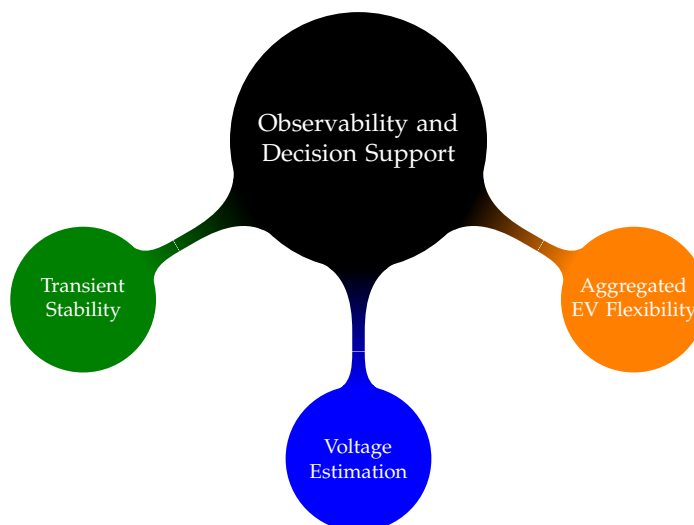 Observability and
Decision Support
Transient
Stability
Aggregated
EV Flexibility
Voltage
Estimation